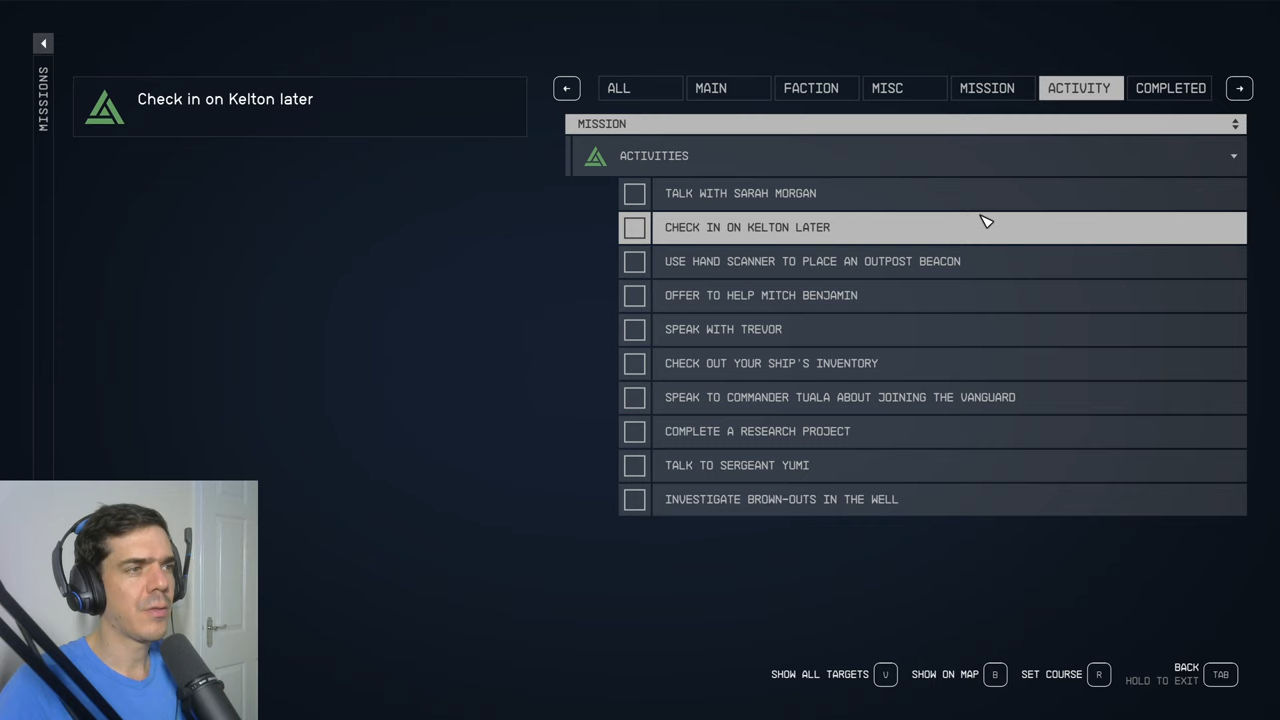 MISSIONS
Check in on Kelton later
ALL MAIN FACTION MISC MISSION ACTIVITY COMPLETED
MISSION
ACTIVITIES
TALK WITH SARAH MORGAN
CHECK IN ON KELTON LATER
USE HAND SCANNER TO PLACE AN OUTPOST BEACON
OFFER TO HELP MITCH BENJAMIN
SPEAK WITH TREVOR
CHECK OUT YOUR SHIP'S INVENTORY
SPEAK TO COMMANDER TUALA ABOUT JOINING THE VANGUARD
COMPLETE A RESEARCH PROJECT
TALK TO SERGEANT YUMI
INVESTIGATE BROWN-OUTS IN THE WELL
SHOW ALL TARGETS V SHOW ON MAP B SET COURSE R BACK TAB
HOLD TO EXIT